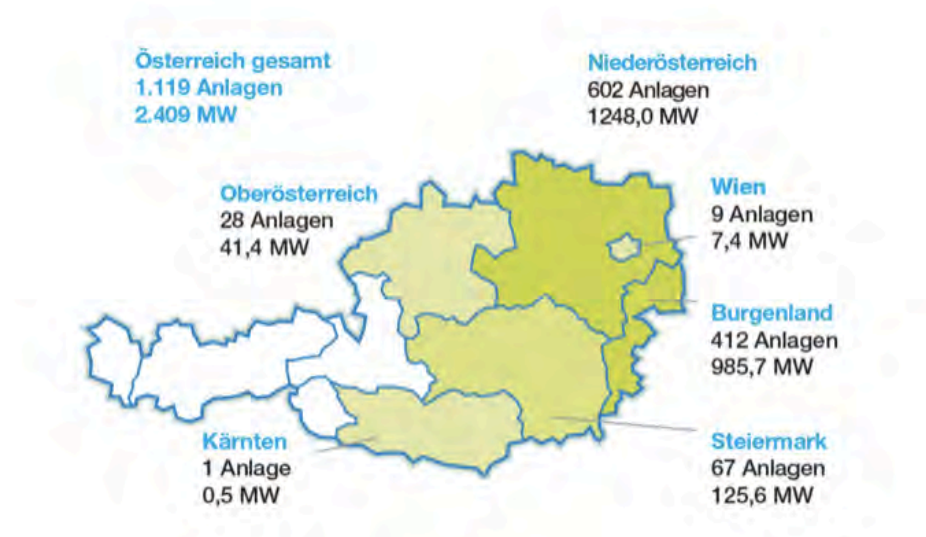 Österreich gesamt
1.119 Anlagen
2.409 MW
Niederösterreich
602 Anlagen
1248,0 MW
Oberösterreich
28 Anlagen
41,4 MW
Wien
9 Anlagen
7,4 MW
Burgenland
412 Anlagen
985,7 MW
Kärnten
1 Anlage
0,5 MW
Steiermark
67 Anlagen
125,6 MW